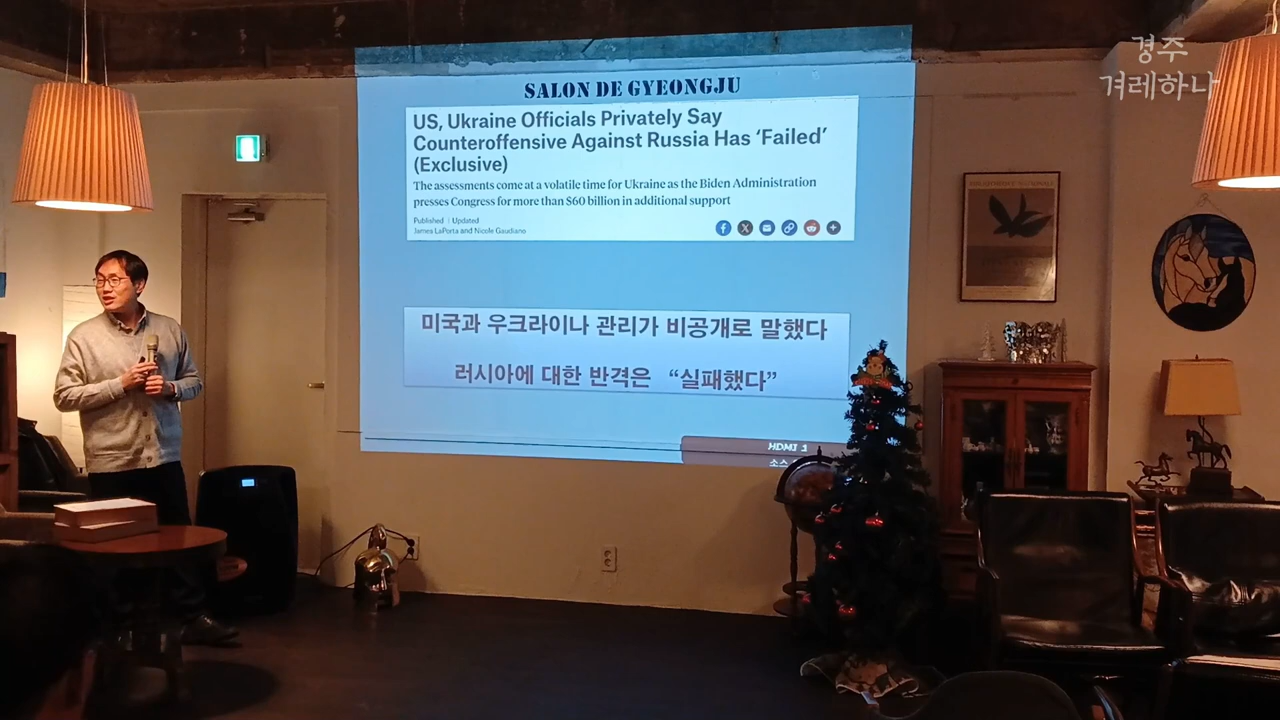 경주
겨레하나
SALON DE GYEONGJU
US, Ukraine Officials Privately Say
Counteroffensive Against Russia Has ‘Failed’
(Exclusive)
The assessments come at a volatile time for Ukraine as the Biden Administration
presses Congress for more than $60 billion in additional support
Published | Updated
James LaPorta and Nicole Gaudiano
미국과 우크라이나 관리가 비공개로 말했다
러시아에 대한 반격은 “실패했다”
HDMI 1
소스